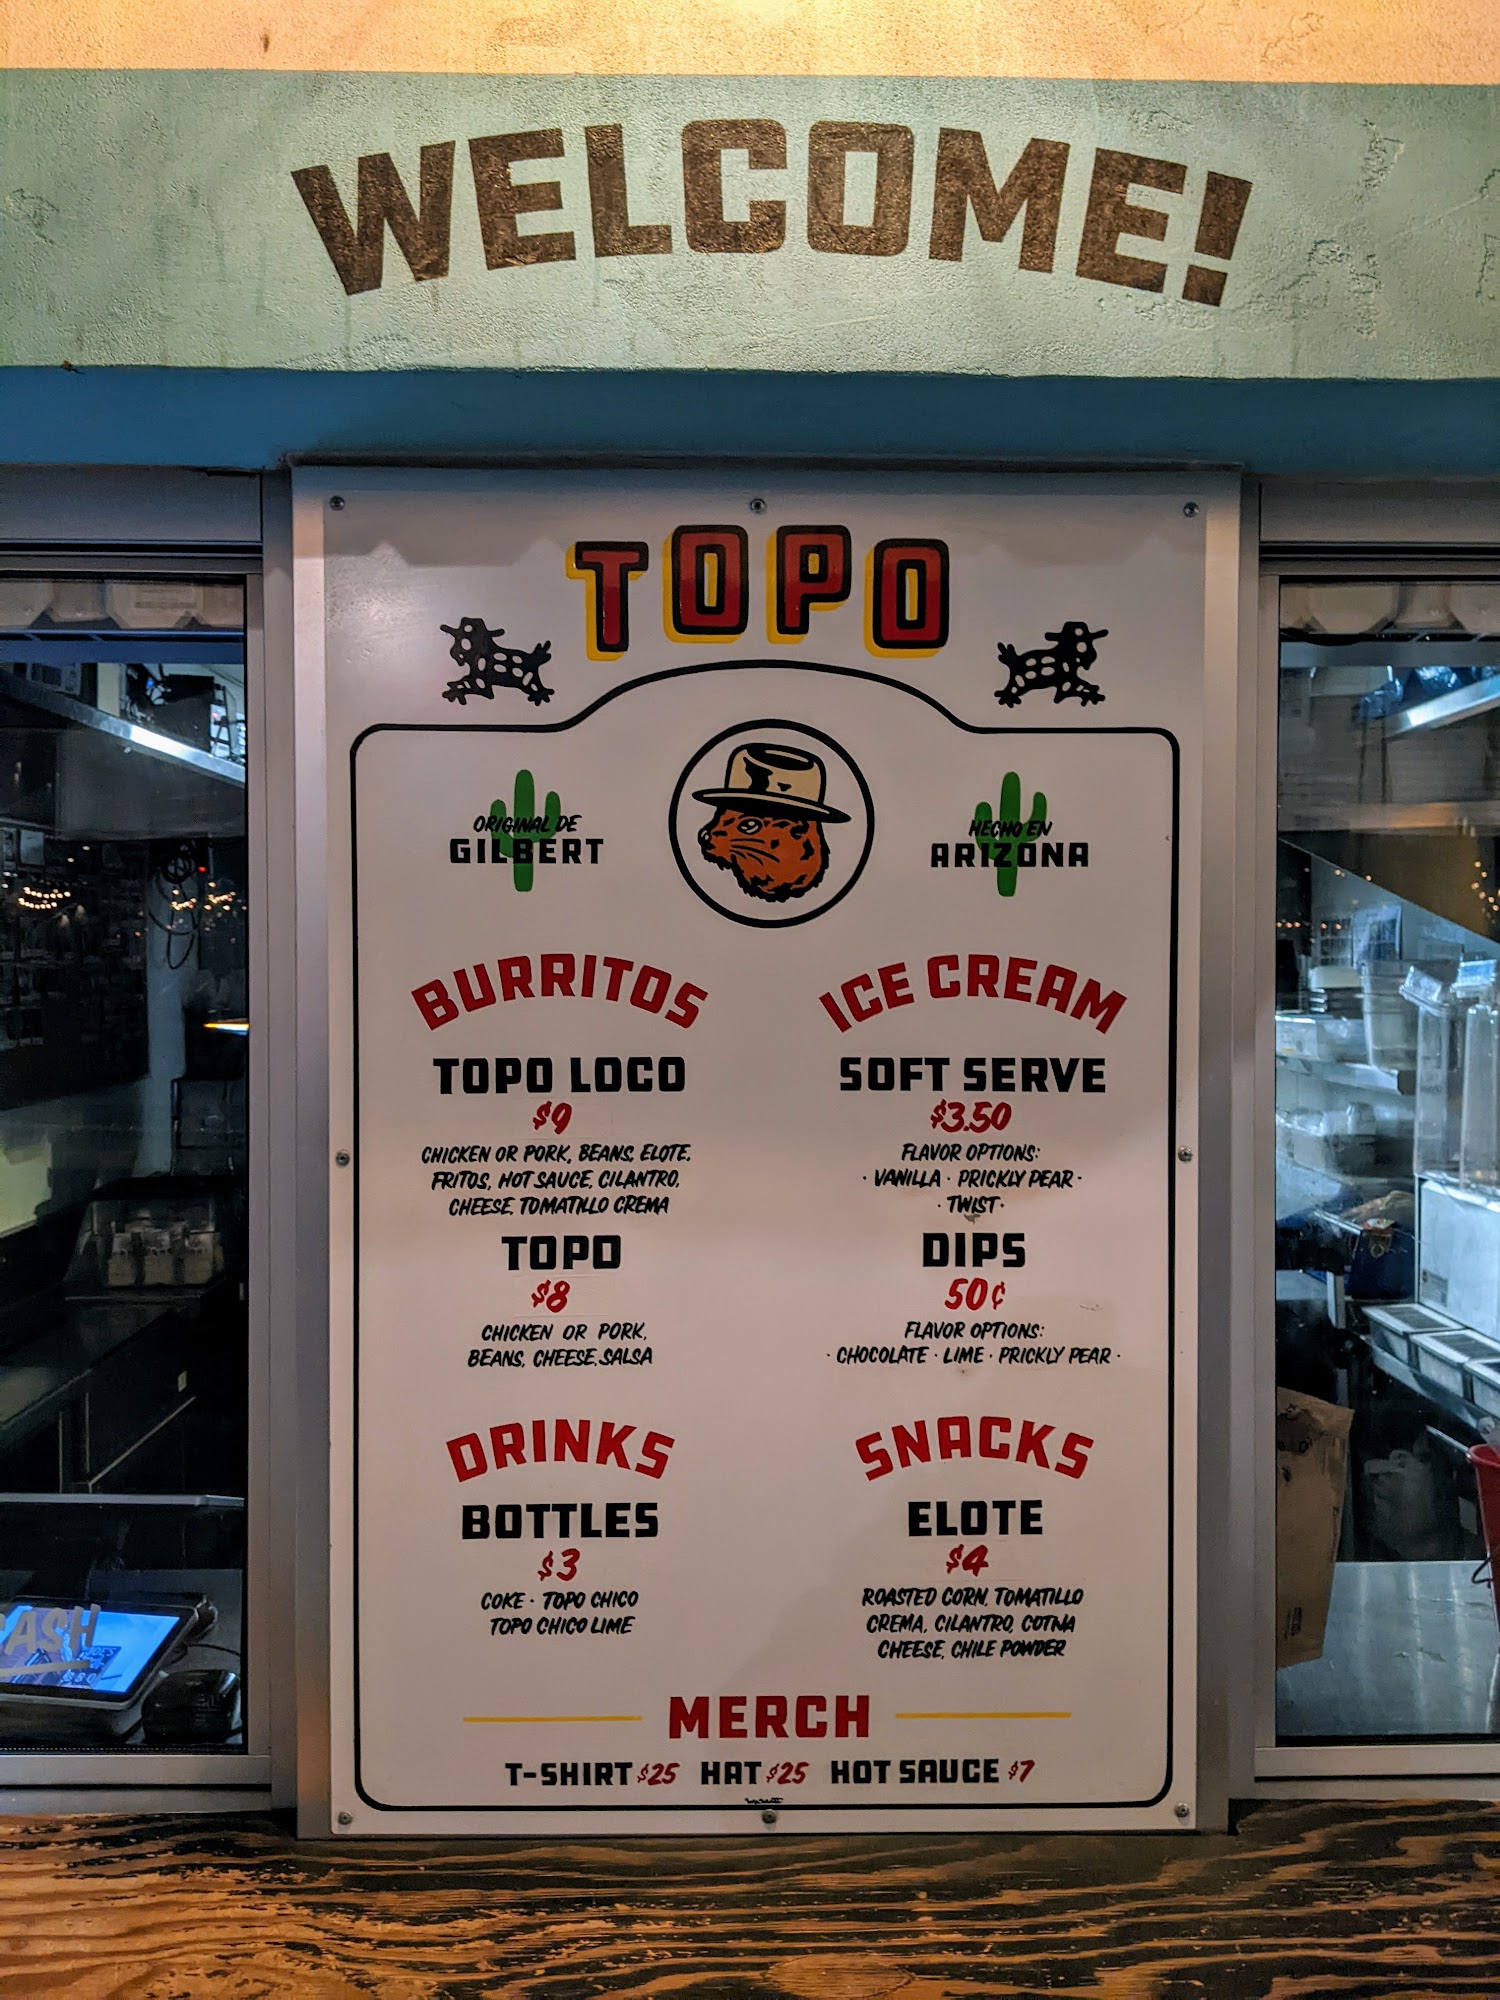 WELCOME!
TOPO
ORIGINAL DE
GILBERT
HECHO EN
ARIZONA
BURRITOS
TOPO LOCO
$9
CHICKEN OR PORK, BEANS, ELOTE,
FRITOS, HOT SAUCE, CILANTRO,
CHEESE, TOMATILLO CREMA
TOPO
$8
CHICKEN OR PORK,
BEANS, CHEESE, SALSA
ICE CREAM
SOFT SERVE
$3.50
FLAVOR OPTIONS:
· VANILLA · PRICKLY PEAR ·
· TWIST ·
DIPS
50¢
FLAVOR OPTIONS:
· CHOCOLATE · LIME · PRICKLY PEAR ·
DRINKS
BOTTLES
$3
COKE · TOPO CHICO
TOPO CHICO LIME
SNACKS
ELOTE
$4
ROASTED CORN, TOMATILLO
CREMA, CILANTRO, COTIJA
CHEESE, CHILE POWDER
MERCH
T-SHIRT $25 HAT $25 HOT SAUCE $7
CASH